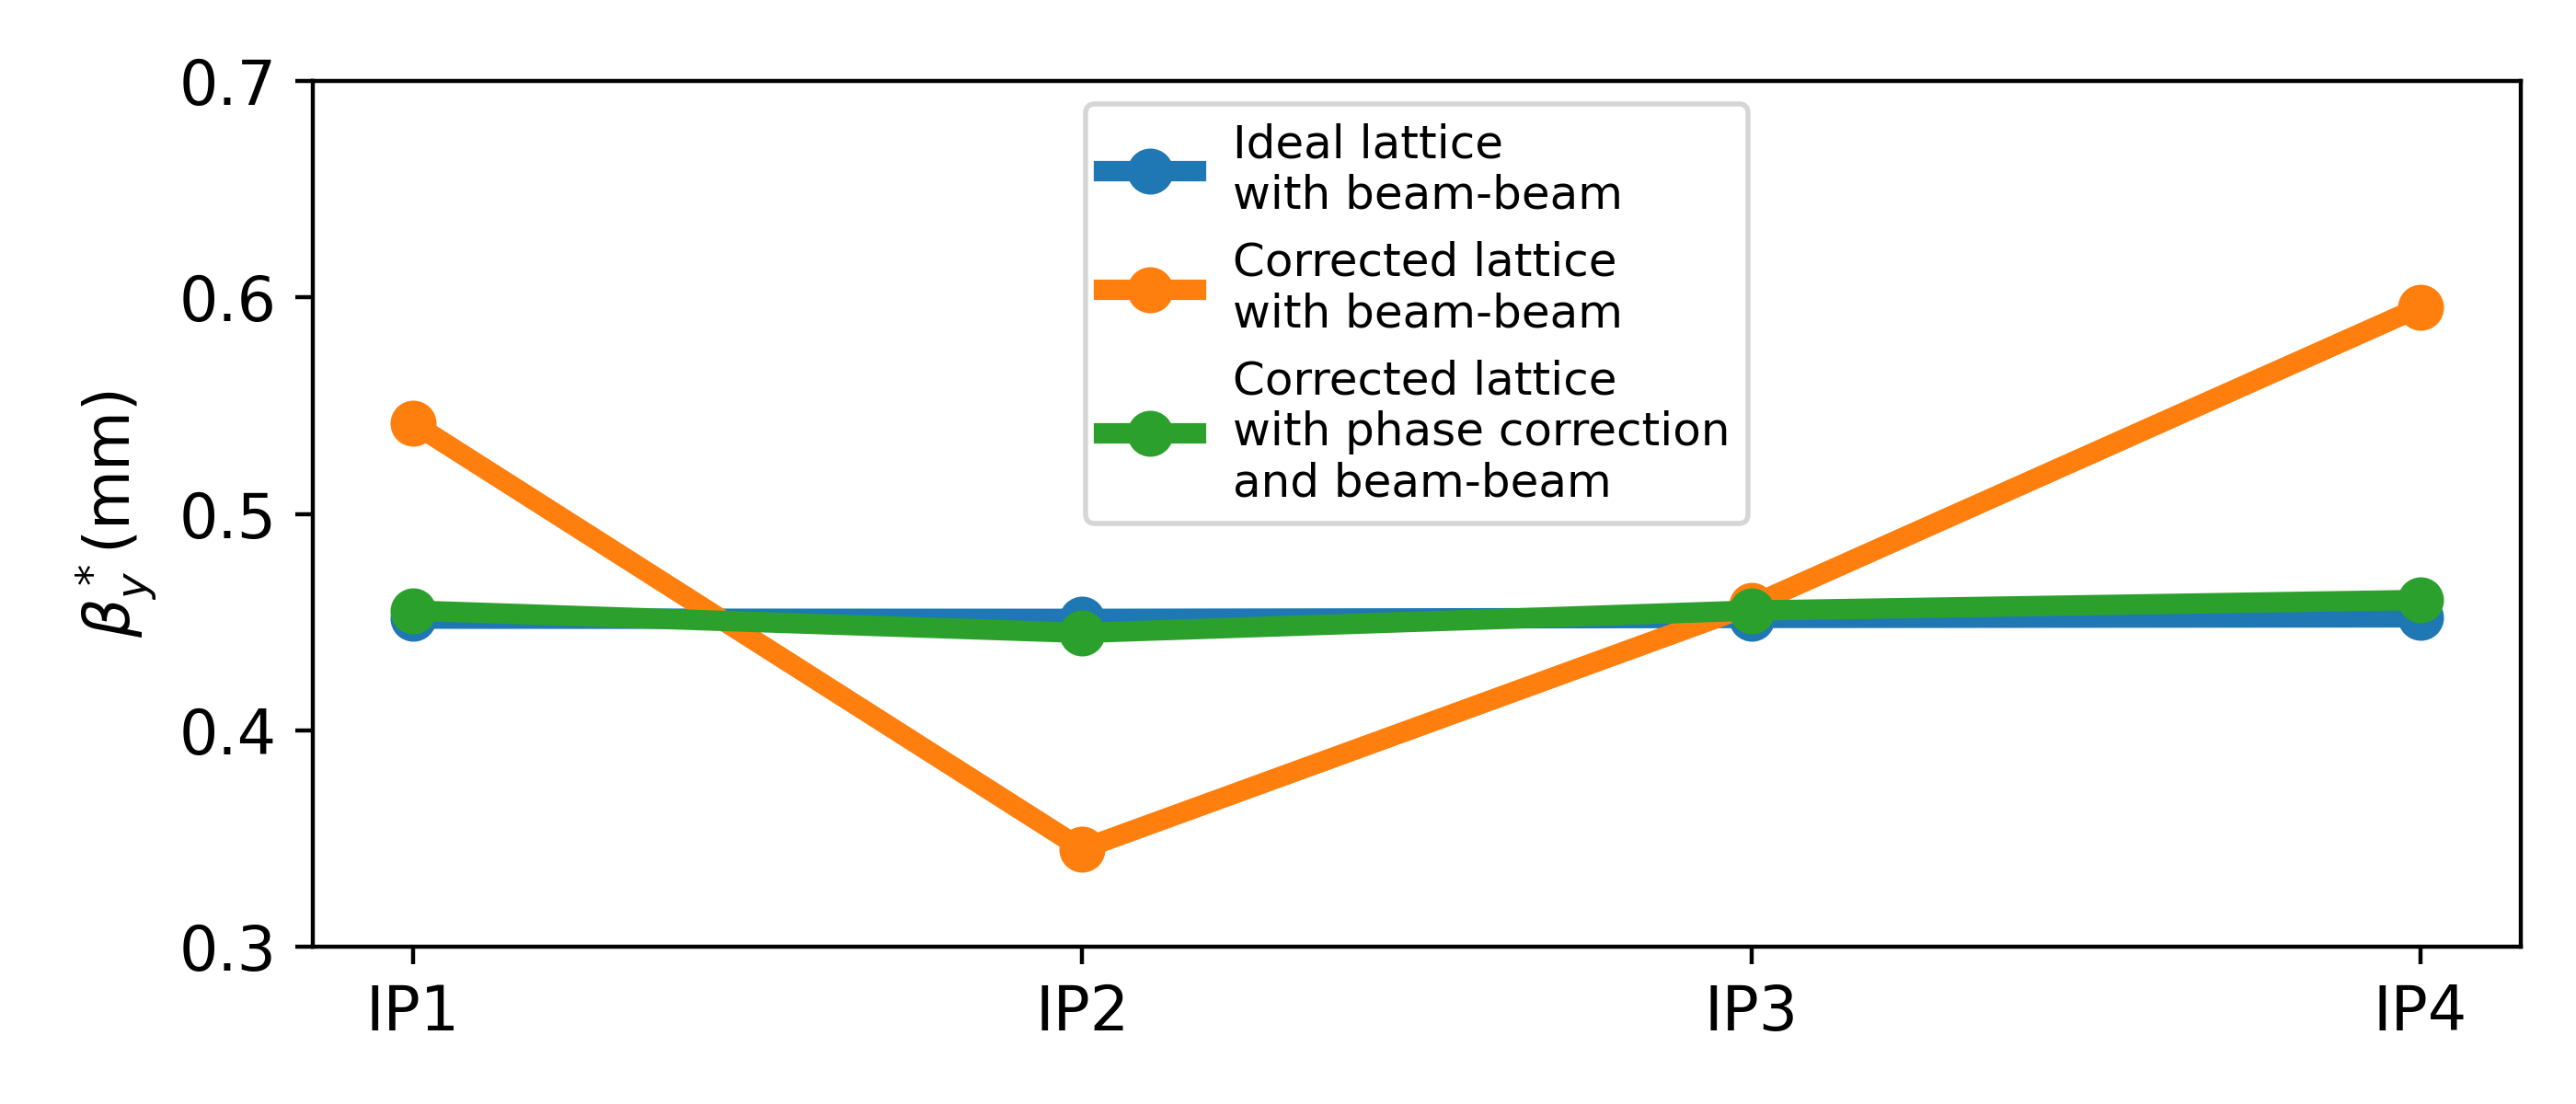 0.7
0.6
0.5
0.4
0.3
β*y (mm)
Ideal lattice
with beam-beam
Corrected lattice
with beam-beam
Corrected lattice
with phase correction
and beam-beam
IP1 IP2 IP3 IP4